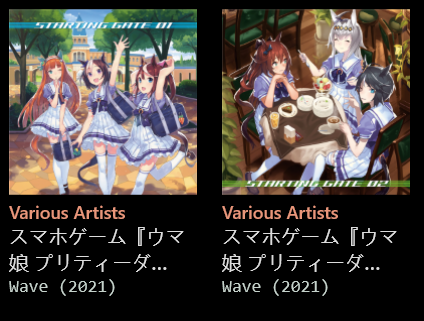 STARTING GATE 01
STARTING GATE 02
Various Artists
スマホゲーム『ウマ
娘 プリティーダ...
Wave (2021)
Various Artists
スマホゲーム『ウマ
娘 プリティーダ...
Wave (2021)